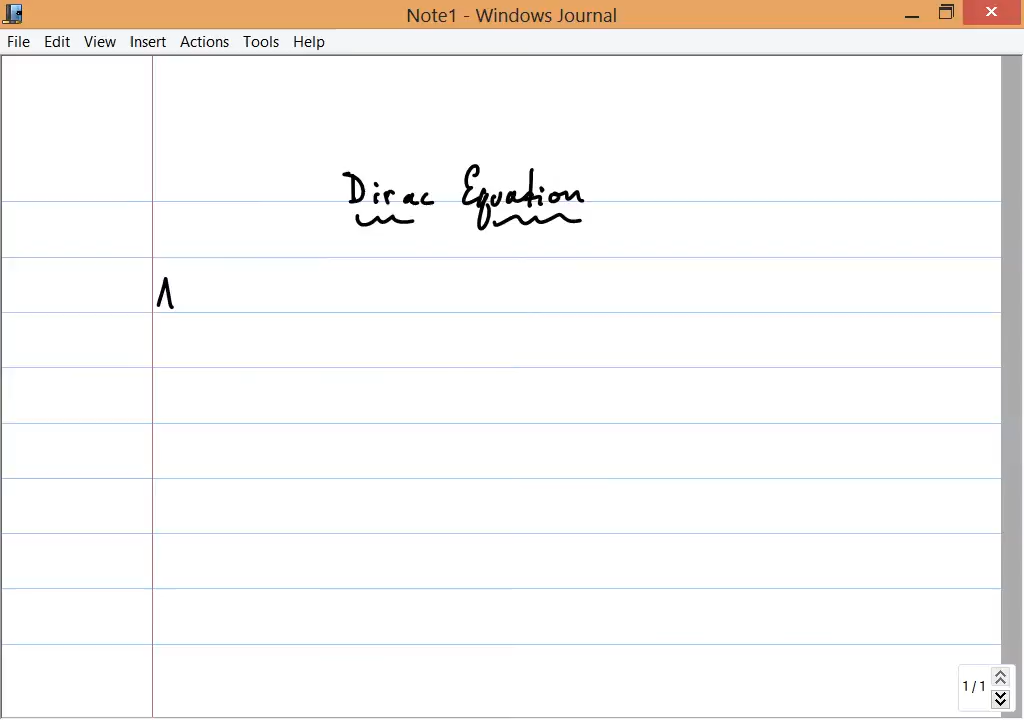 Note1 - Windows Journal
File Edit View Insert Actions Tools Help
Dirac Equation
1/1